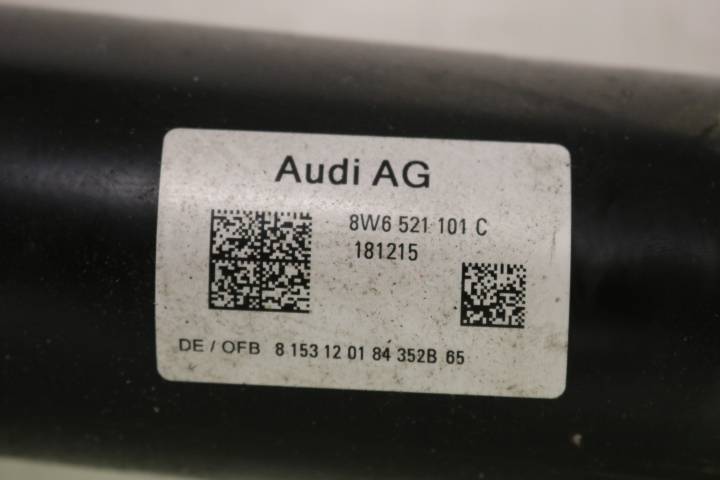 Audi AG
8W6 521 101 C
181215
DE / OFB 8 153 12 01 84 352B 65